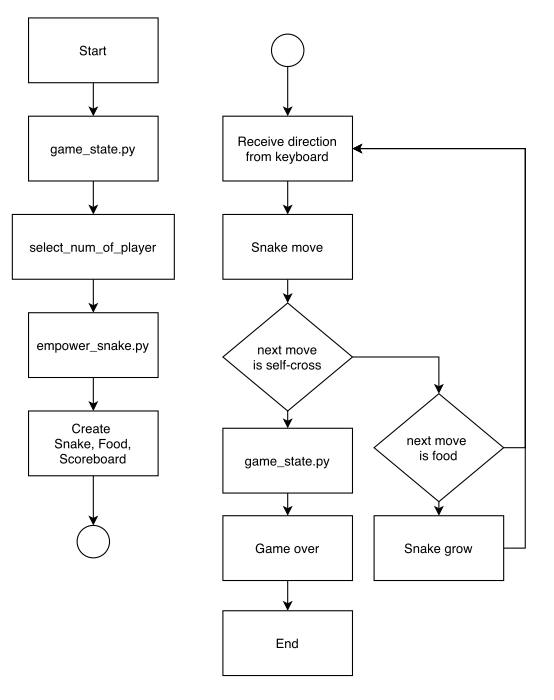 Start
game_state.py
select_num_of_player
empower_snake.py
Create
Snake, Food,
Scoreboard
Receive direction
from keyboard
Snake move
next move
is self-cross
game_state.py
Game over
End
next move
is food
Snake grow